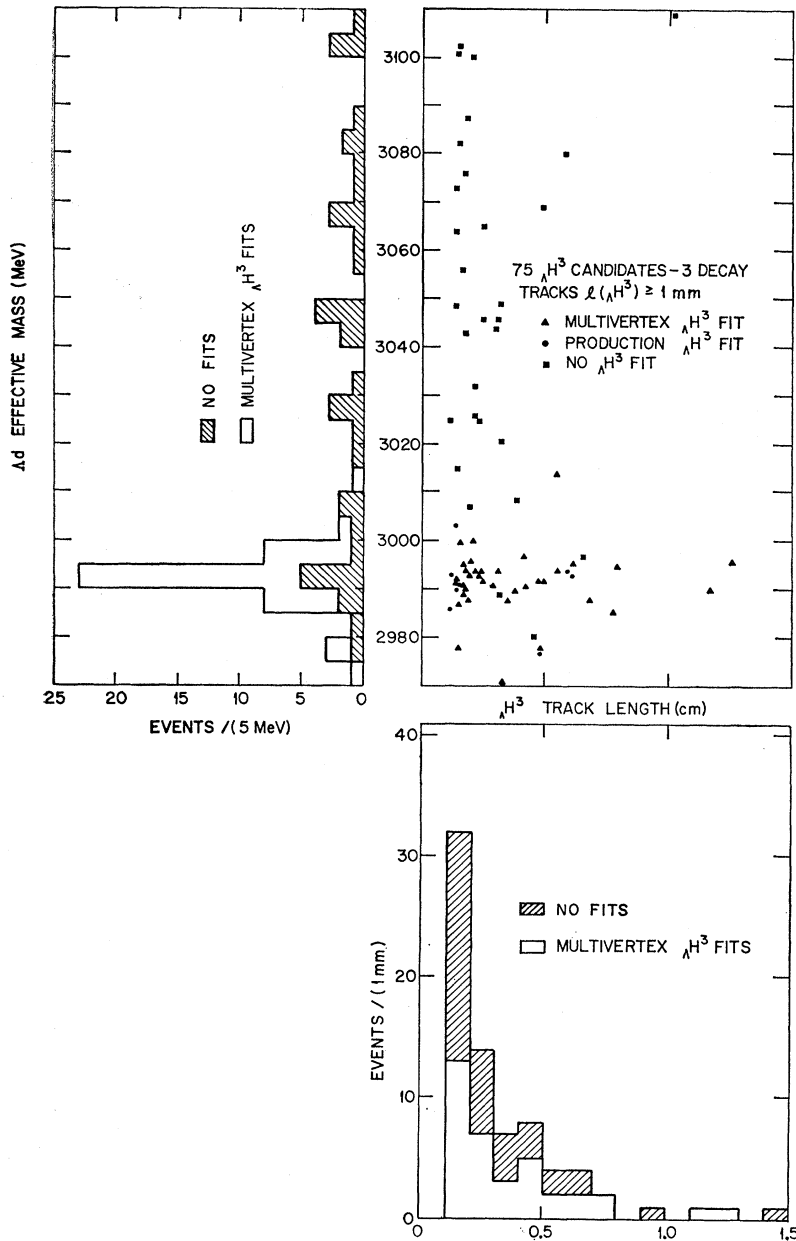 Λd EFFECTIVE MASS (MeV)
NO FITS
MULTIVERTEX ΛH³ FITS
25 20 15 10 5 0
EVENTS /(5 MeV)
3100
3080
3060
3040
3020
3000
2980
75 ΛH³ CANDIDATES-3 DECAY
TRACKS ℓ(ΛH³) ≥ 1 mm
MULTIVERTEX ΛH³ FIT
PRODUCTION ΛH³ FIT
NO ΛH³ FIT
ΛH³ TRACK LENGTH (cm)
40
30
20
10
0
EVENTS / (1mm)
NO FITS
MULTIVERTEX ΛH³ FITS
0 0.5 1.0 1.5